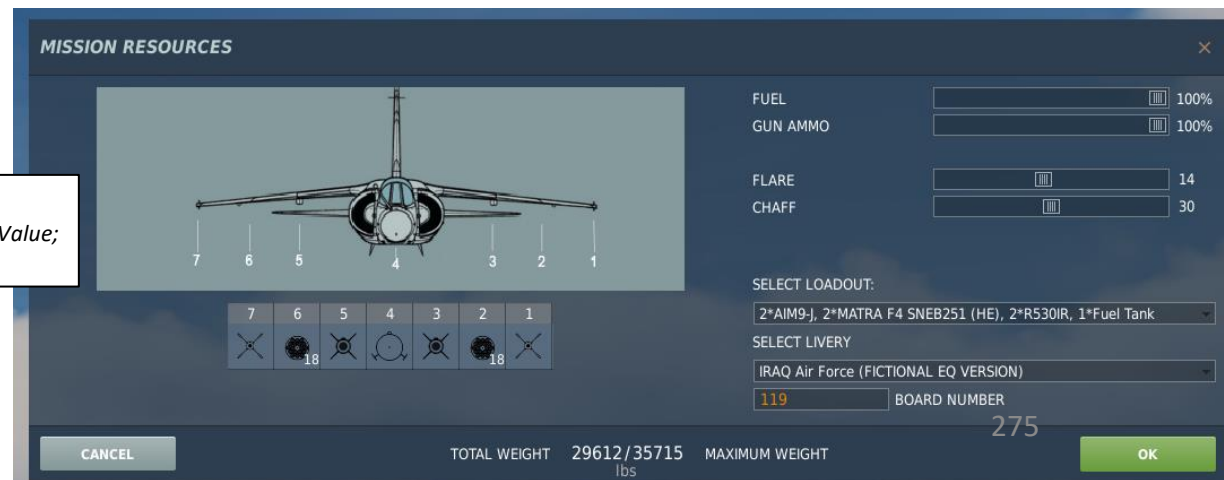 MISSION RESOURCES
×
Value;
7 6 5 4 3 2 1
7 6 5 4 3 2 1
18 18
FUEL 100%
GUN AMMO 100%
FLARE 14
CHAFF 30
SELECT LOADOUT:
2*AIM9-J, 2*MATRA F4 SNEB251 (HE), 2*R530IR, 1*Fuel Tank
SELECT LIVERY
IRAQ Air Force (FICTIONAL EQ VERSION)
119 BOARD NUMBER
275
CANCEL TOTAL WEIGHT 29612/35715 MAXIMUM WEIGHT OK
lbs